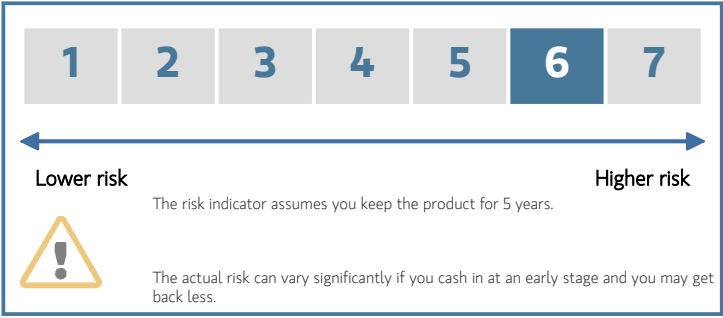 1 2 3 4 5 6 7
Lower risk Higher risk
The risk indicator assumes you keep the product for 5 years.
!
The actual risk can vary significantly if you cash in at an early stage and you may get
back less.